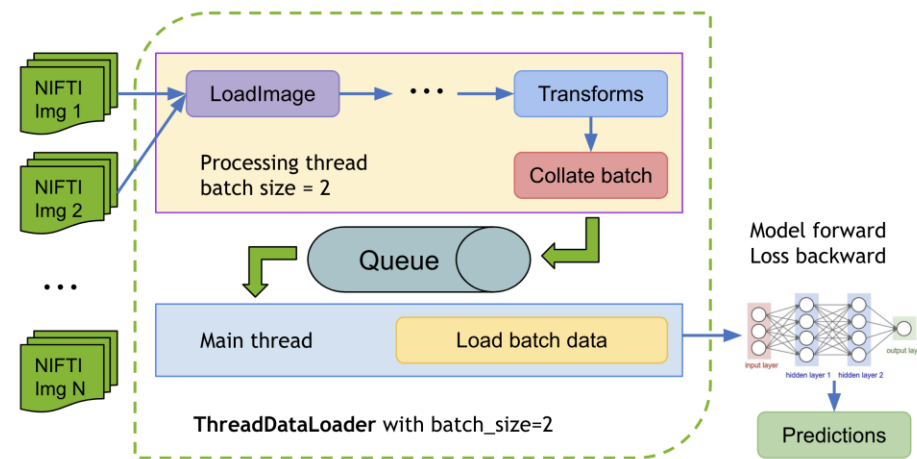 NIFTI
Img 1
NIFTI
Img 2
...
NIFTI
Img N
LoadImage
...
Transforms
Processing thread
batch size = 2
Collate batch
Queue
Main thread
Load batch data
ThreadDataLoader with batch_size=2
Model forward
Loss backward
input layer
hidden layer 1
hidden layer 2
output lay
Predictions